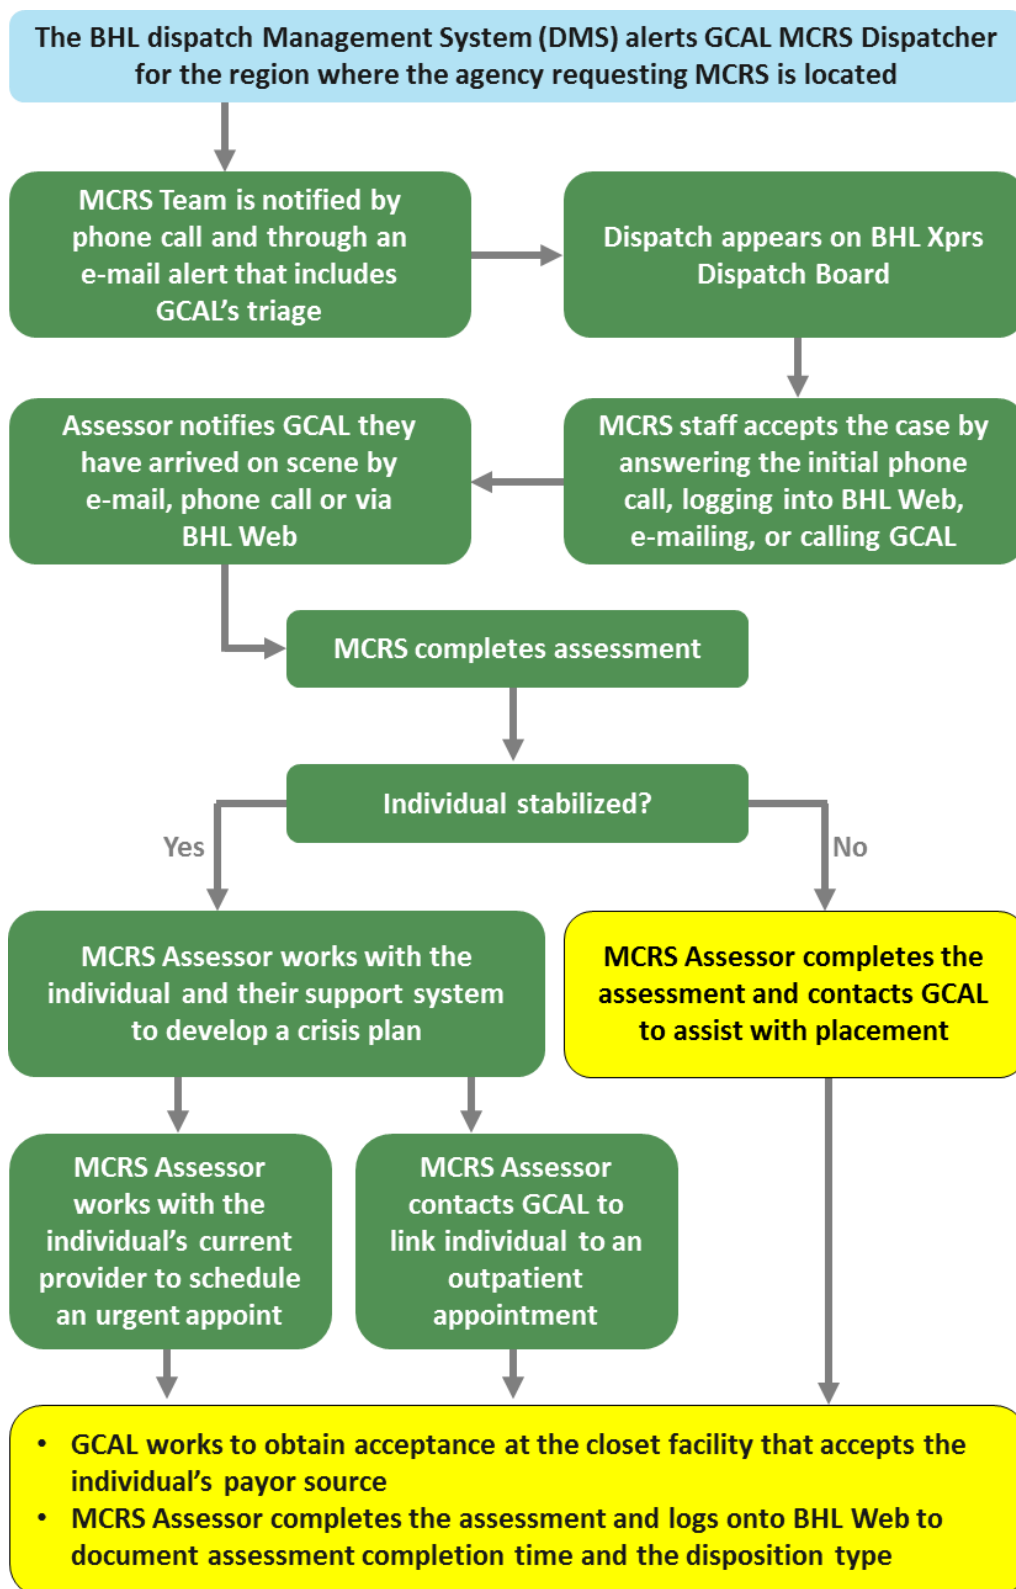 The BHL dispatch Management System (DMS) alerts GCAL MCRS Dispatcher
for the region where the agency requesting MCRS is located
MCRS Team is notified by
phone call and through an
e-mail alert that includes
GCAL’s triage
Dispatch appears on BHL Xprs
Dispatch Board
Assessor notifies GCAL they
have arrived on scene by
e-mail, phone call or via
BHL Web
MCRS staff accepts the case by
answering the initial phone
call, logging into BHL Web,
e-mailing, or calling GCAL
MCRS completes assessment
Individual stabilized?
Yes
No
MCRS Assessor works with the
individual and their support system
to develop a crisis plan
MCRS Assessor completes the
assessment and contacts GCAL
to assist with placement
MCRS Assessor
works with the
individual’s current
provider to schedule
an urgent appoint
MCRS Assessor
contacts GCAL to
link individual to an
outpatient
appointment
• GCAL works to obtain acceptance at the closet facility that accepts the
individual’s payor source
• MCRS Assessor completes the assessment and logs onto BHL Web to
document assessment completion time and the disposition type